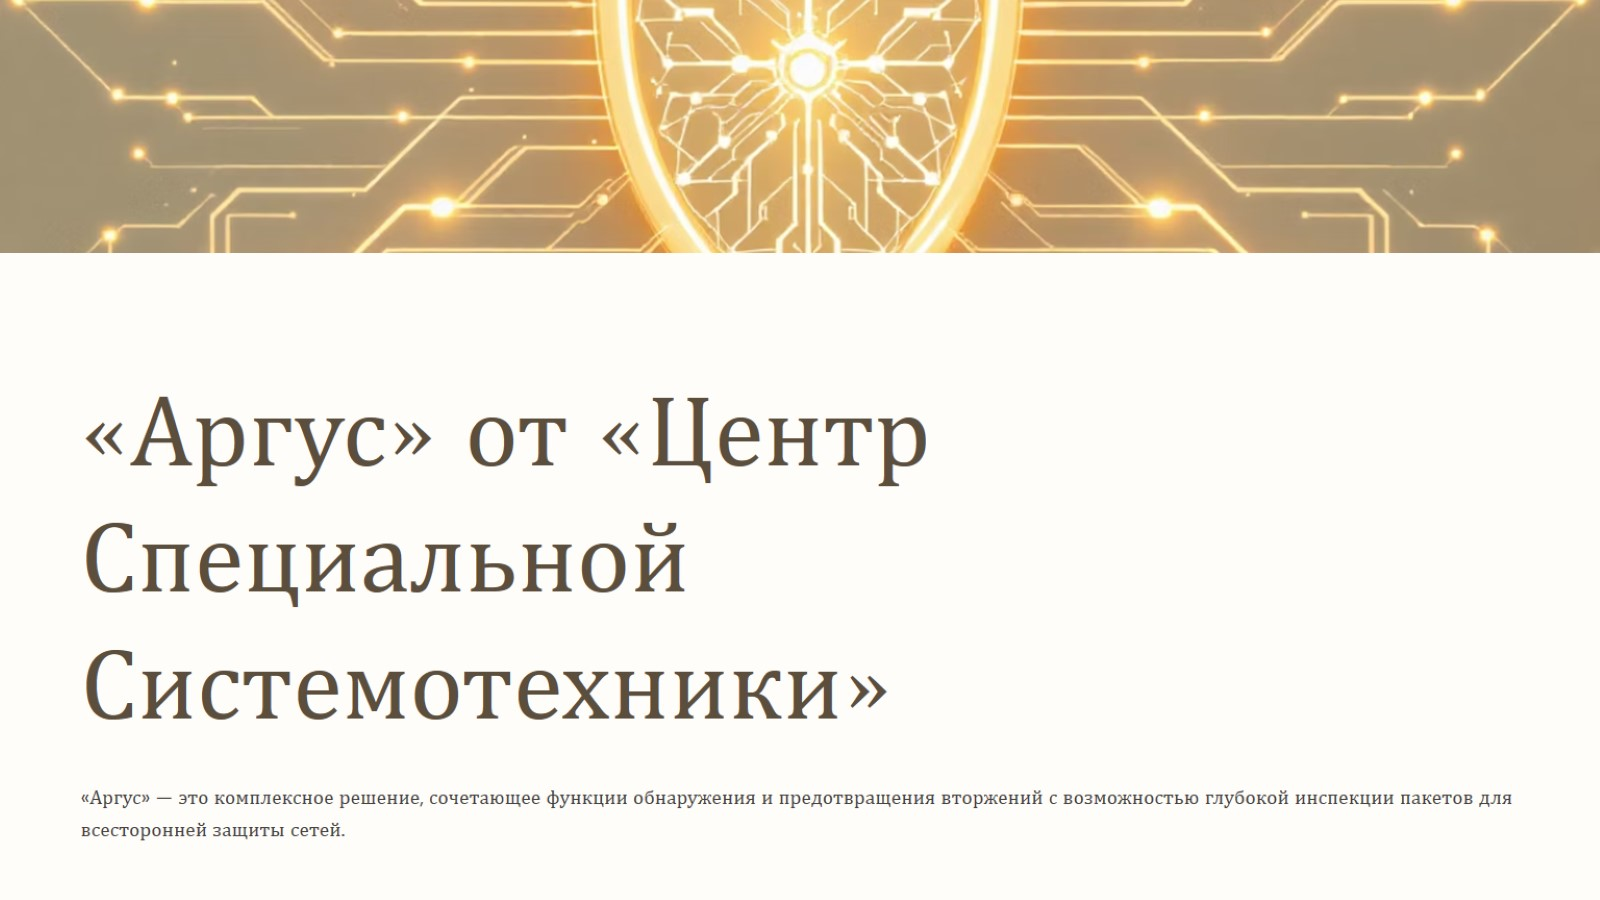 «Аргус» от «Центр
Специальной
Системотехники»
«Аргус» — это комплексное решение, сочетающее функции обнаружения и предотвращения вторжений с возможностью глубокой инспекции пакетов для
всесторонней защиты сетей.